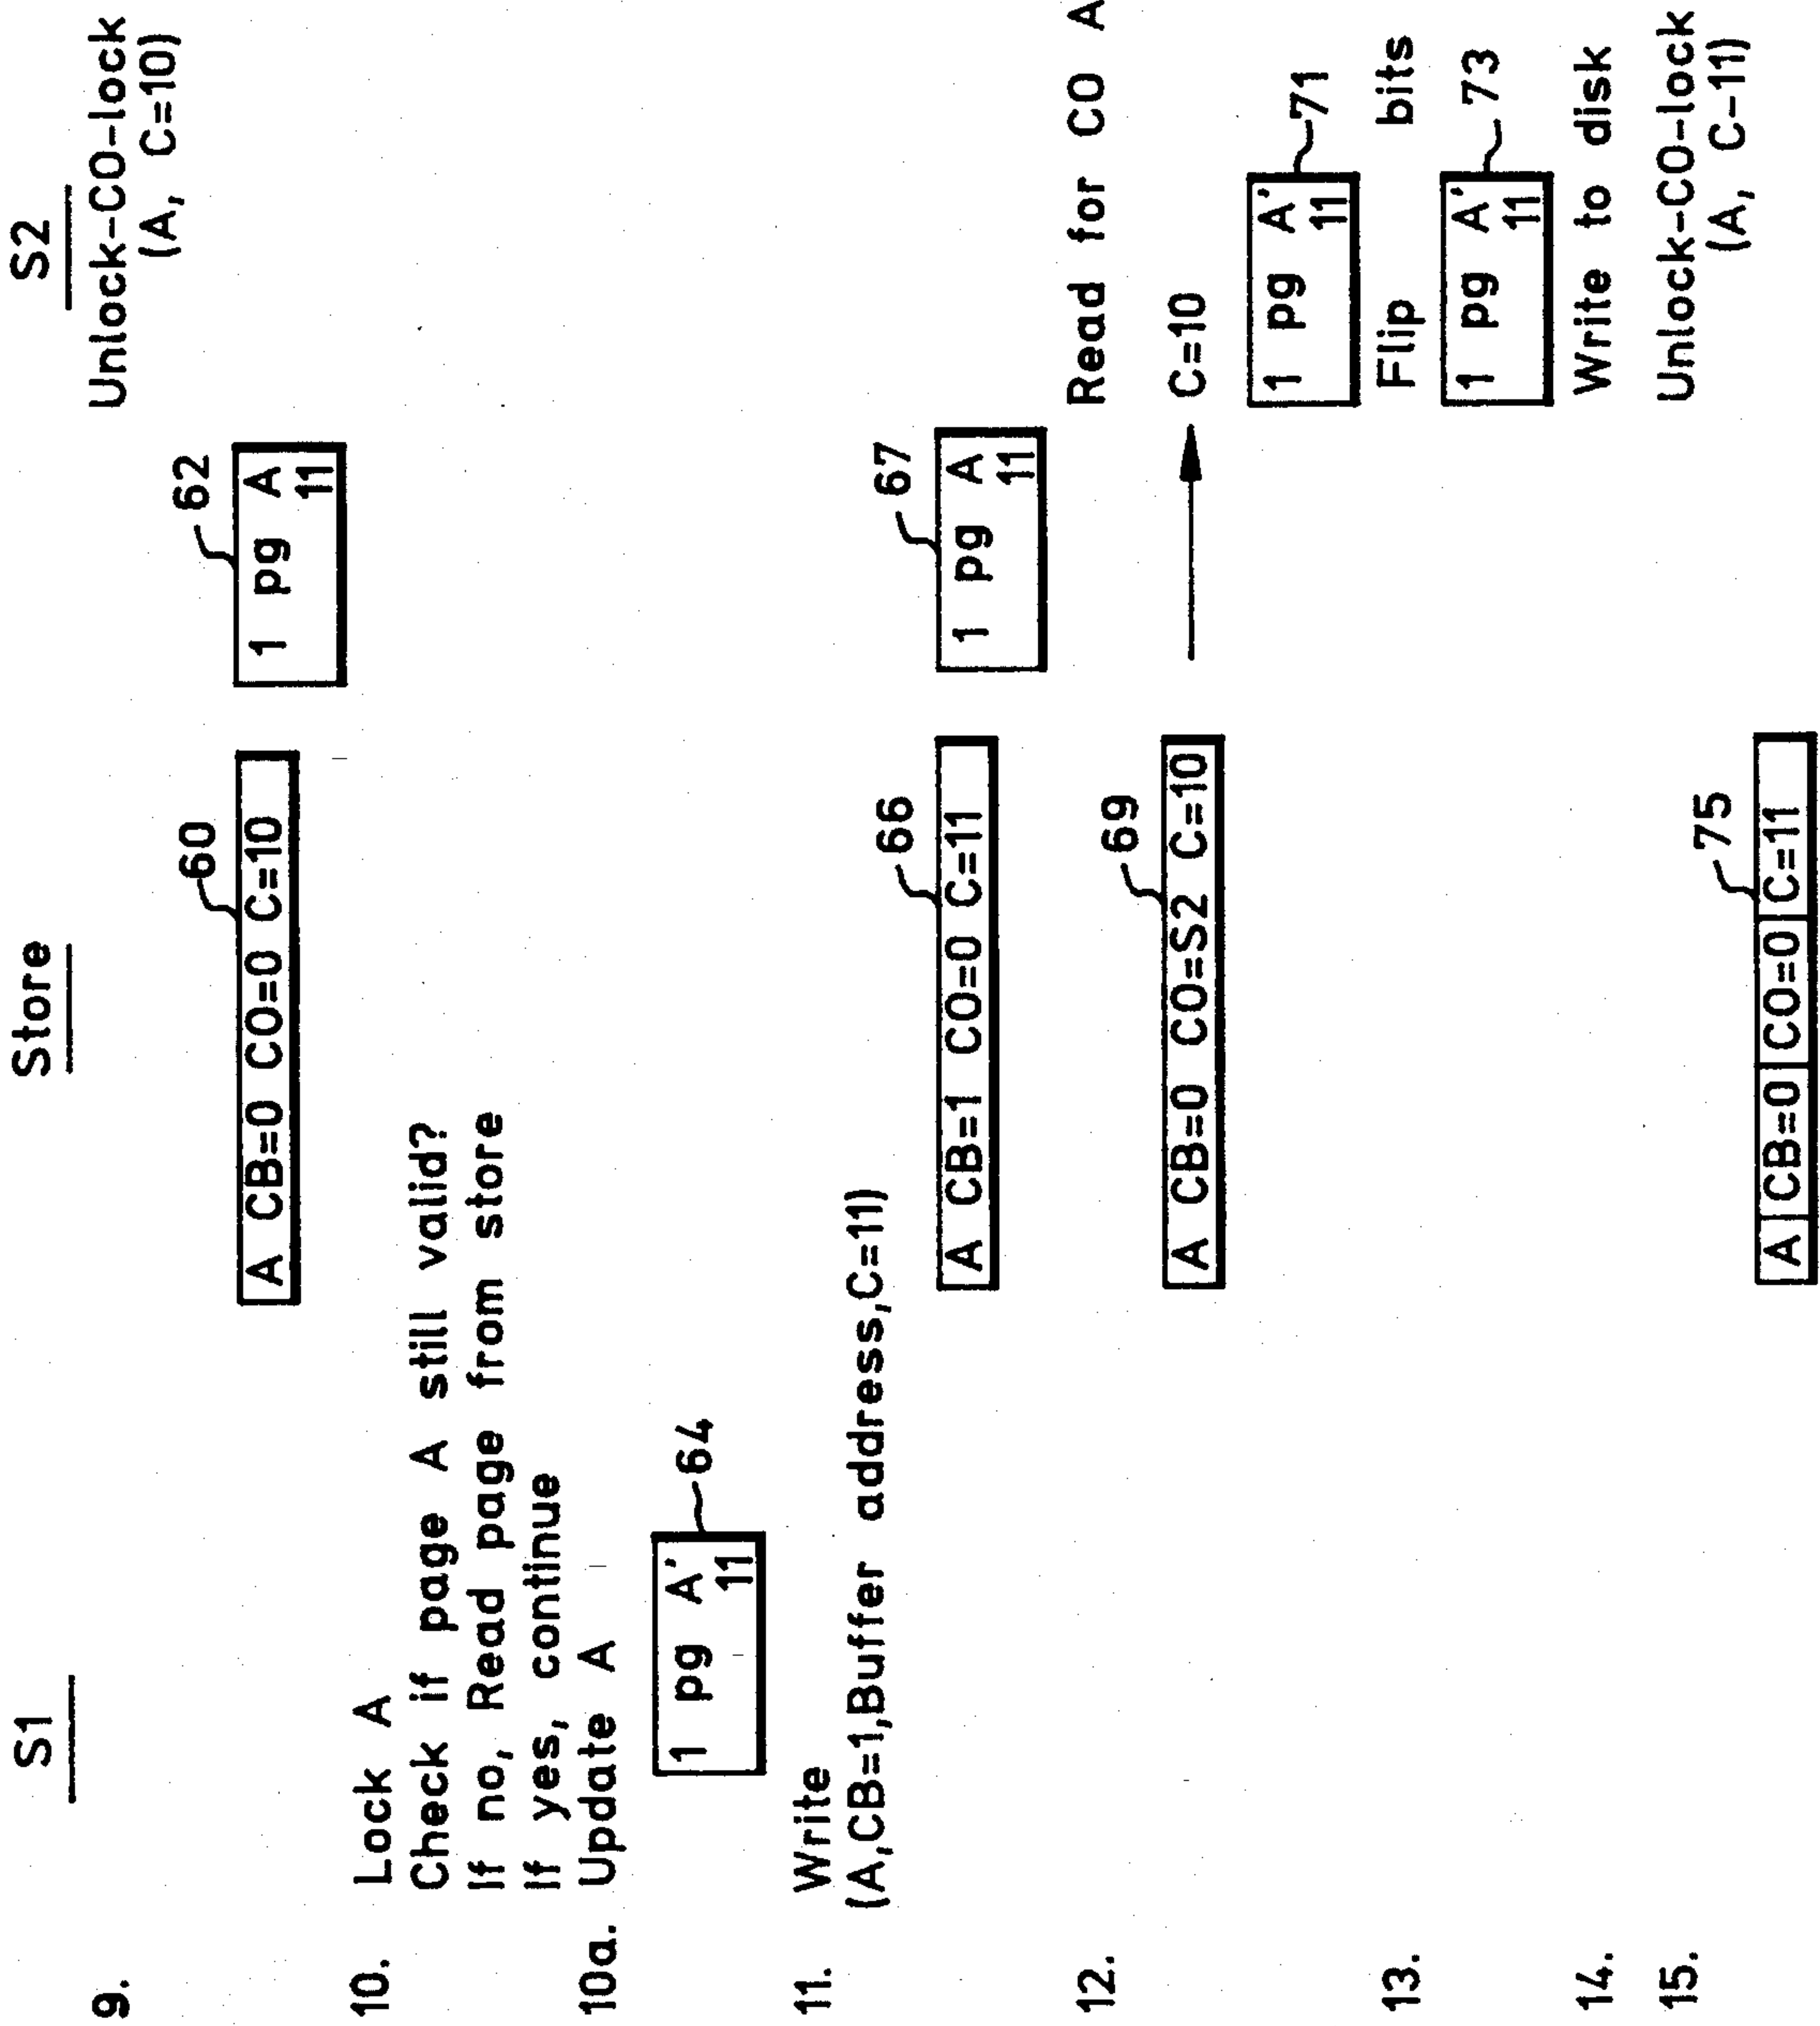 S1
Store
S2
9.
Unlock-CO-lock
(A, C=10)
60
A CB=0 CO=0 C=10
62
1 pg A
11
10. Lock A
Check if page A still valid?
If no, Read page from store
If yes, continue
10a. Update A
1 pg A'
11
64
11. Write
(A,CB=1,Buffer address,C=11)
66
A CB=1 CO=0 C=11
67
1 pg A
11
12.
Read for CO A
69
A CB=0 CO=S2 C=10
C=10
1 pg A'
11
71
13.
Flip bits
1 pg A'
11
73
14.
Write to disk
15.
Unlock-CO-lock
(A, C-11)
75
A CB=0 CO=0 C=11